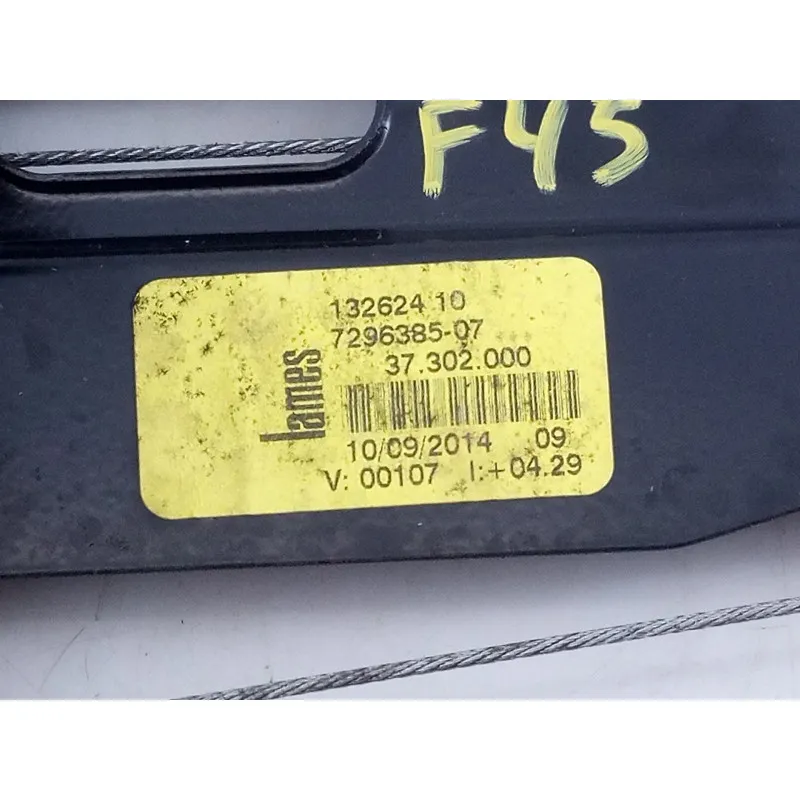 F45
132624 10
7296385-07
37.302.000
lames
10/09/2014 09
V: 00107 I:+04.29